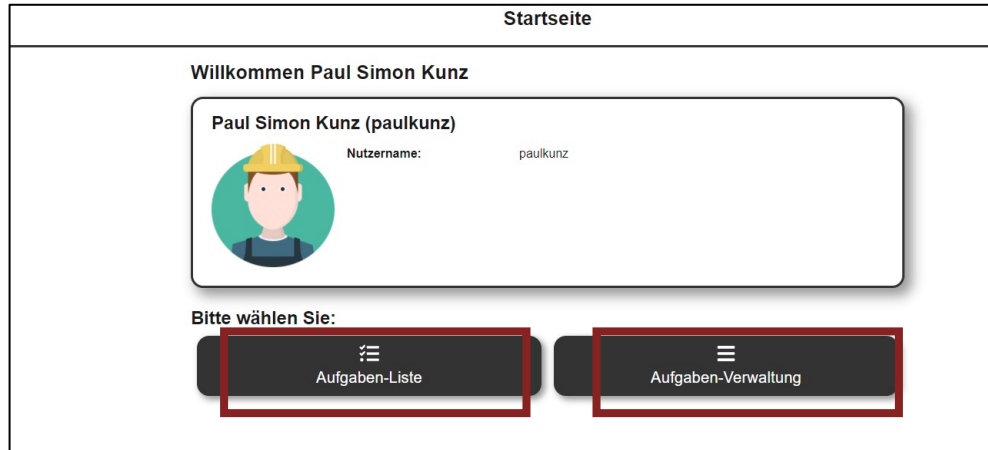 Startseite
Willkommen Paul Simon Kunz
Paul Simon Kunz (paulkunz)
Nutzername: paulkunz
Bitte wählen Sie:
Aufgaben-Liste
Aufgaben-Verwaltung